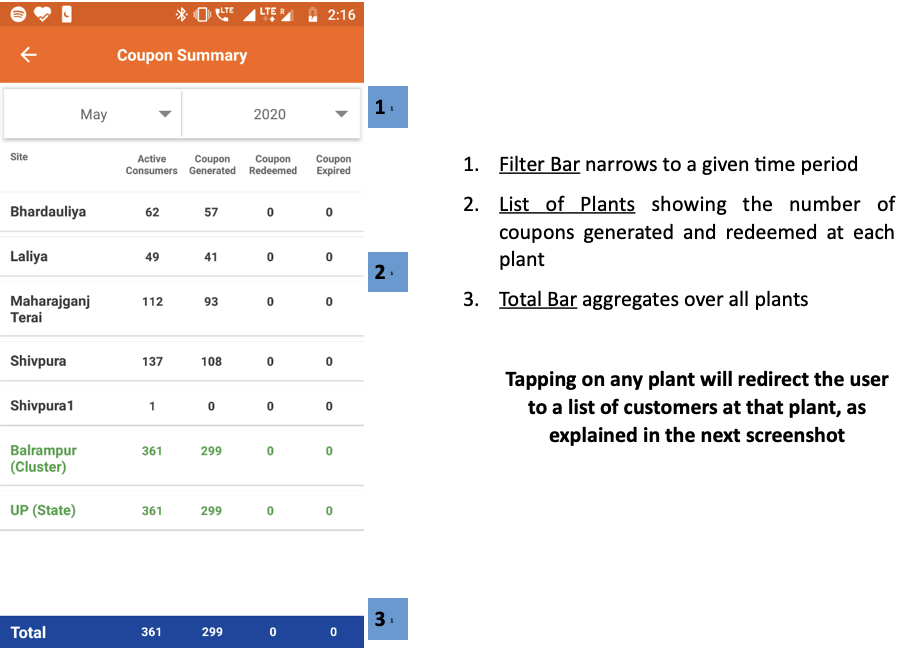 LTE LTE R 2:16
Coupon Summary
May 2020
1 1
Site Active Consumers Coupon Generated Coupon Redeemed Coupon Expired
Bhardauliya 62 57 0 0
Laliya 49 41 0 0
2 1
Maharajganj Terai 112 93 0 0
Shivpura 137 108 0 0
Shivpura1 1 0 0 0
Balrampur (Cluster) 361 299 0 0
UP (State) 361 299 0 0
3 1
Total 361 299 0 0
1. Filter Bar narrows to a given time period
2. List of Plants showing the number of
coupons generated and redeemed at each
plant
3. Total Bar aggregates over all plants
Tapping on any plant will redirect the user
to a list of customers at that plant, as
explained in the next screenshot